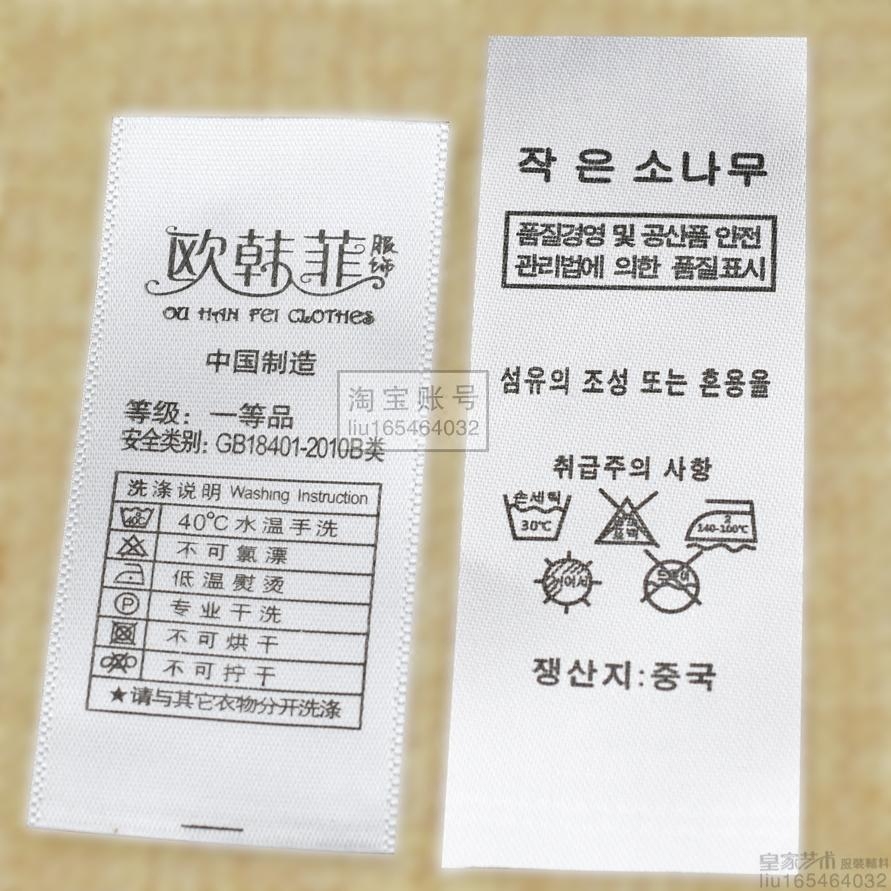 欧韩菲服饰
OU HAN FEI CLOTHES
中国制造
等级：一等品
安全类别：GB18401-2010B类
洗涤说明 Washing Instruction
40℃水温手洗
不可氯漂
低温熨烫
P 专业干洗
不可烘干
不可拧干
★请与其它衣物分开洗涤
작은 소나무
품질경영 및 공산품 안전
관리법에 의한 품질표시
섬유의 조성 또는 혼용율
취급주의 사항
손세탁
30℃
2
140-160℃
쟁산지:중국
淘宝账号
liu165464032
皇家艺术 服装辅料
liu165464032